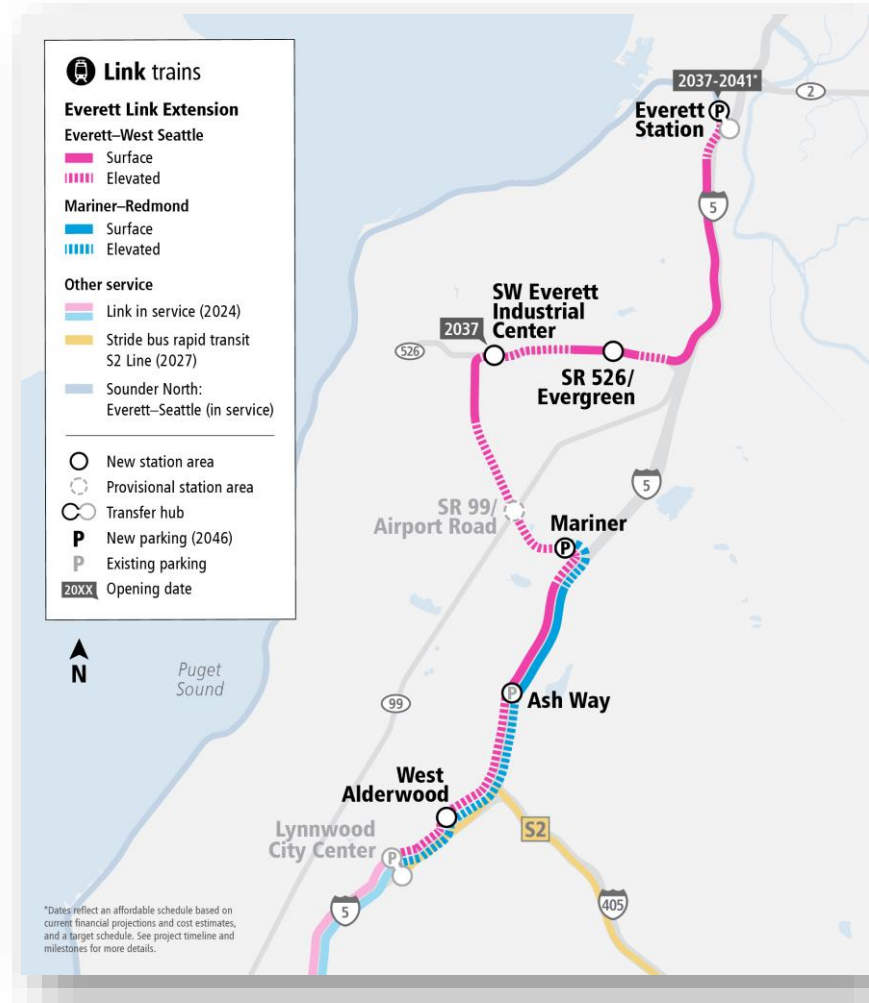 Link trains
Everett Link Extension
Everett–West Seattle
Surface
Elevated
Mariner–Redmond
Surface
Elevated
Other service
Link in service (2024)
Stride bus rapid transit
S2 Line (2027)
Sounder North:
Everett–Seattle (in service)
New station area
Provisional station area
Transfer hub
P New parking (2046)
P Existing parking
20XX Opening date
N
2037-2041*
2
Everett
Station
P
5
SW Everett
Industrial
Center
2037
526
SR 526/
Evergreen
5
SR 99/
Airport Road
Mariner
P
Puget
Sound
99
P
Ash Way
West
Alderwood
Lynnwood
City Center
P
S2
5
405
*Dates reflect an affordable schedule based on
current financial projections and cost estimates,
and a target schedule. See project timeline and
milestones for more details.